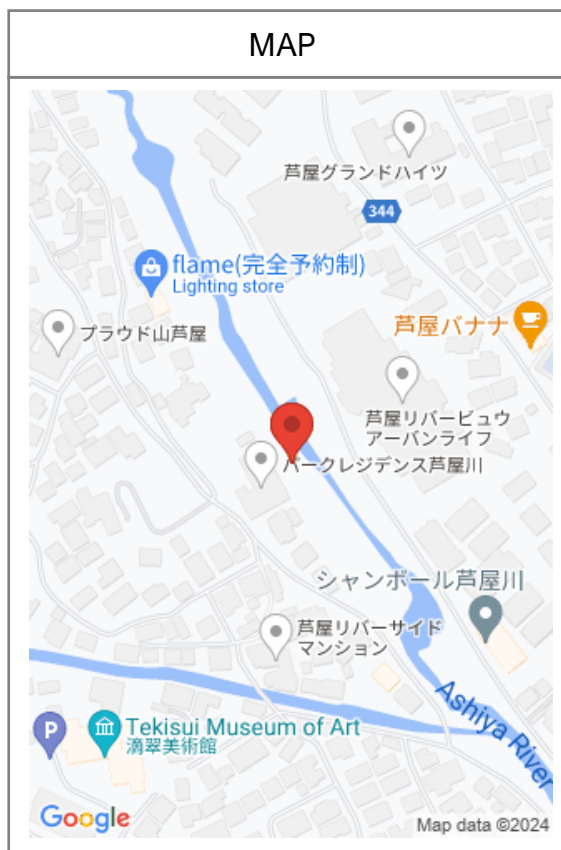 MAP
芦屋グランドハイツ
344
flame(完全予約制)
Lighting store
プラウド山芦屋
芦屋バナナ
芦屋リバービュウ
アーバンライフ
パークレジデンス芦屋川
シャンボール芦屋川
芦屋リバーサイド
マンション
Ashiya River
P
Tekisui Museum of Art
滴翠美術館
Google
Map data ©2024